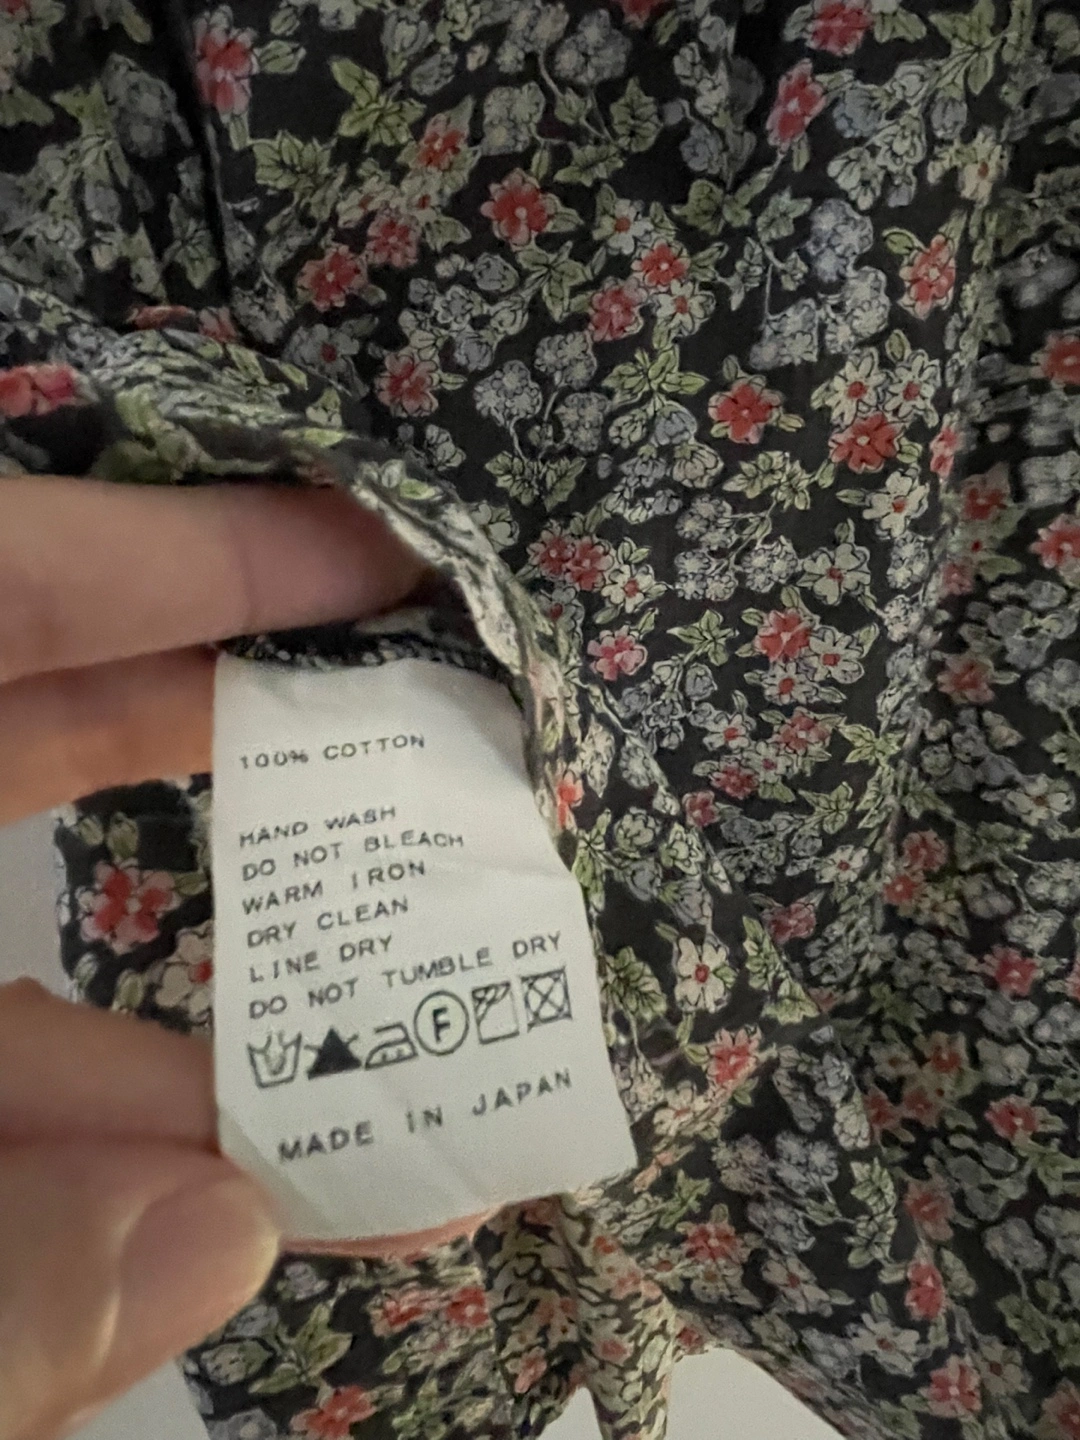 100% COTTON
HAND WASH
DO NOT BLEACH
WARM IRON
DRY CLEAN
LINE DRY
DO NOT TUMBLE DRY
F
MADE IN JAPAN